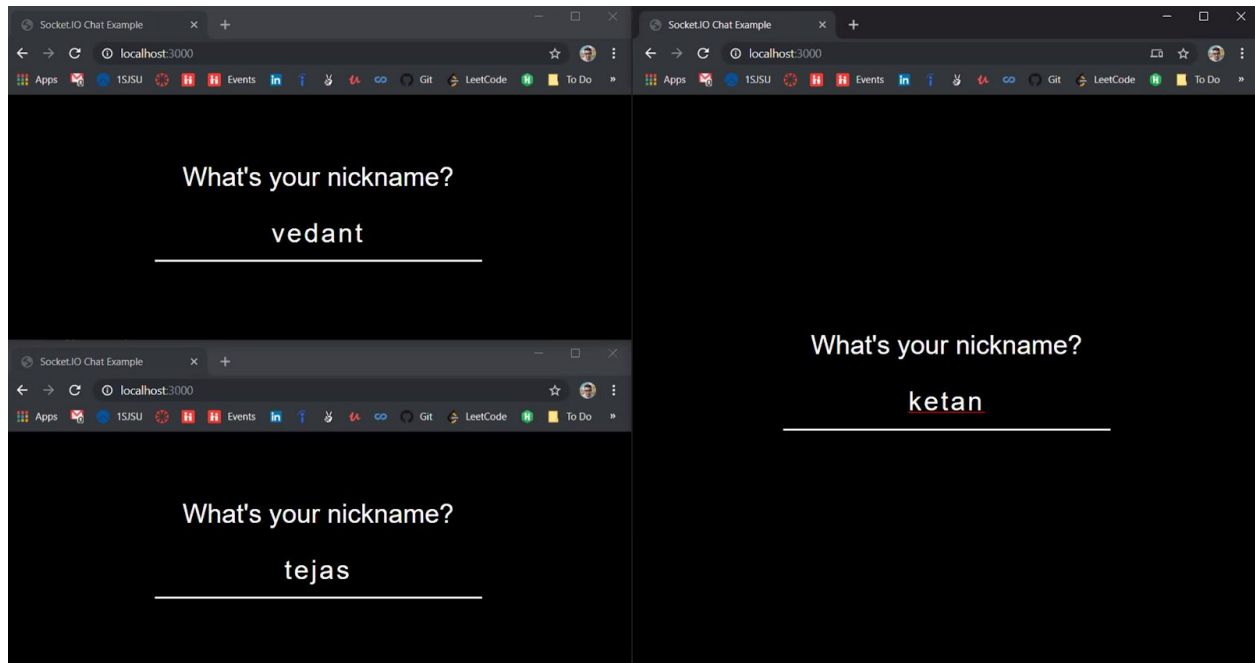 Socket.IO Chat Example
localhost:3000
Apps 1SJSU Events Git LeetCode To Do »
What's your nickname?
vedant
Socket.IO Chat Example
localhost:3000
Apps 1SJSU Events Git LeetCode To Do »
What's your nickname?
tejas
Socket.IO Chat Example
localhost:3000
Apps 1SJSU Events Git LeetCode To Do »
What's your nickname?
ketan